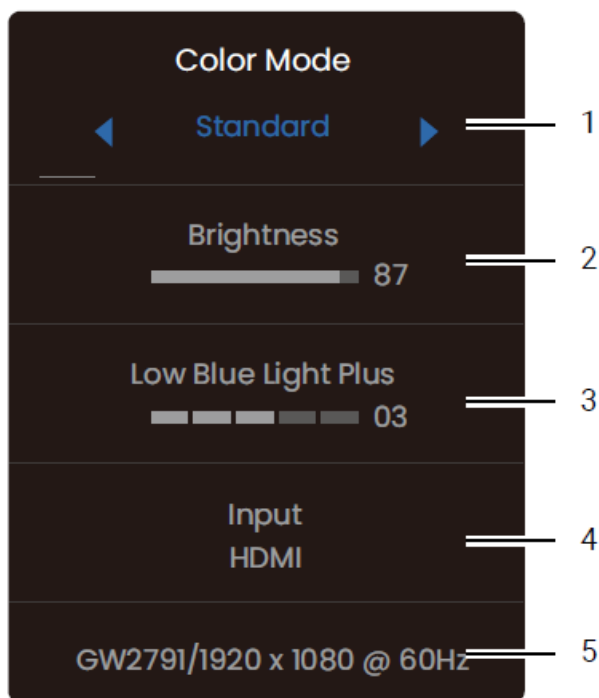 Color Mode
Standard
1
Brightness
87
2
Low Blue Light Plus
03
3
Input
HDMI
4
GW2791/1920 x 1080 @ 60Hz
5